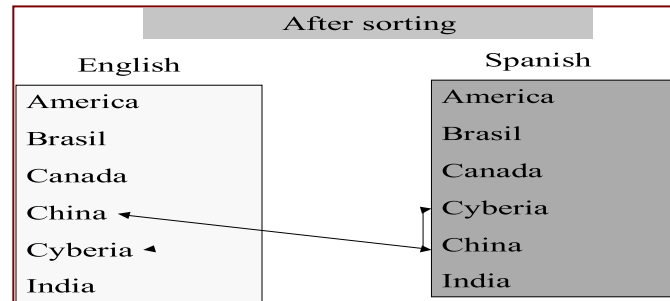 After sorting
English
America
Brasil
Canada
China
Cyberia
India
Spanish
America
Brasil
Canada
Cyberia
China
India